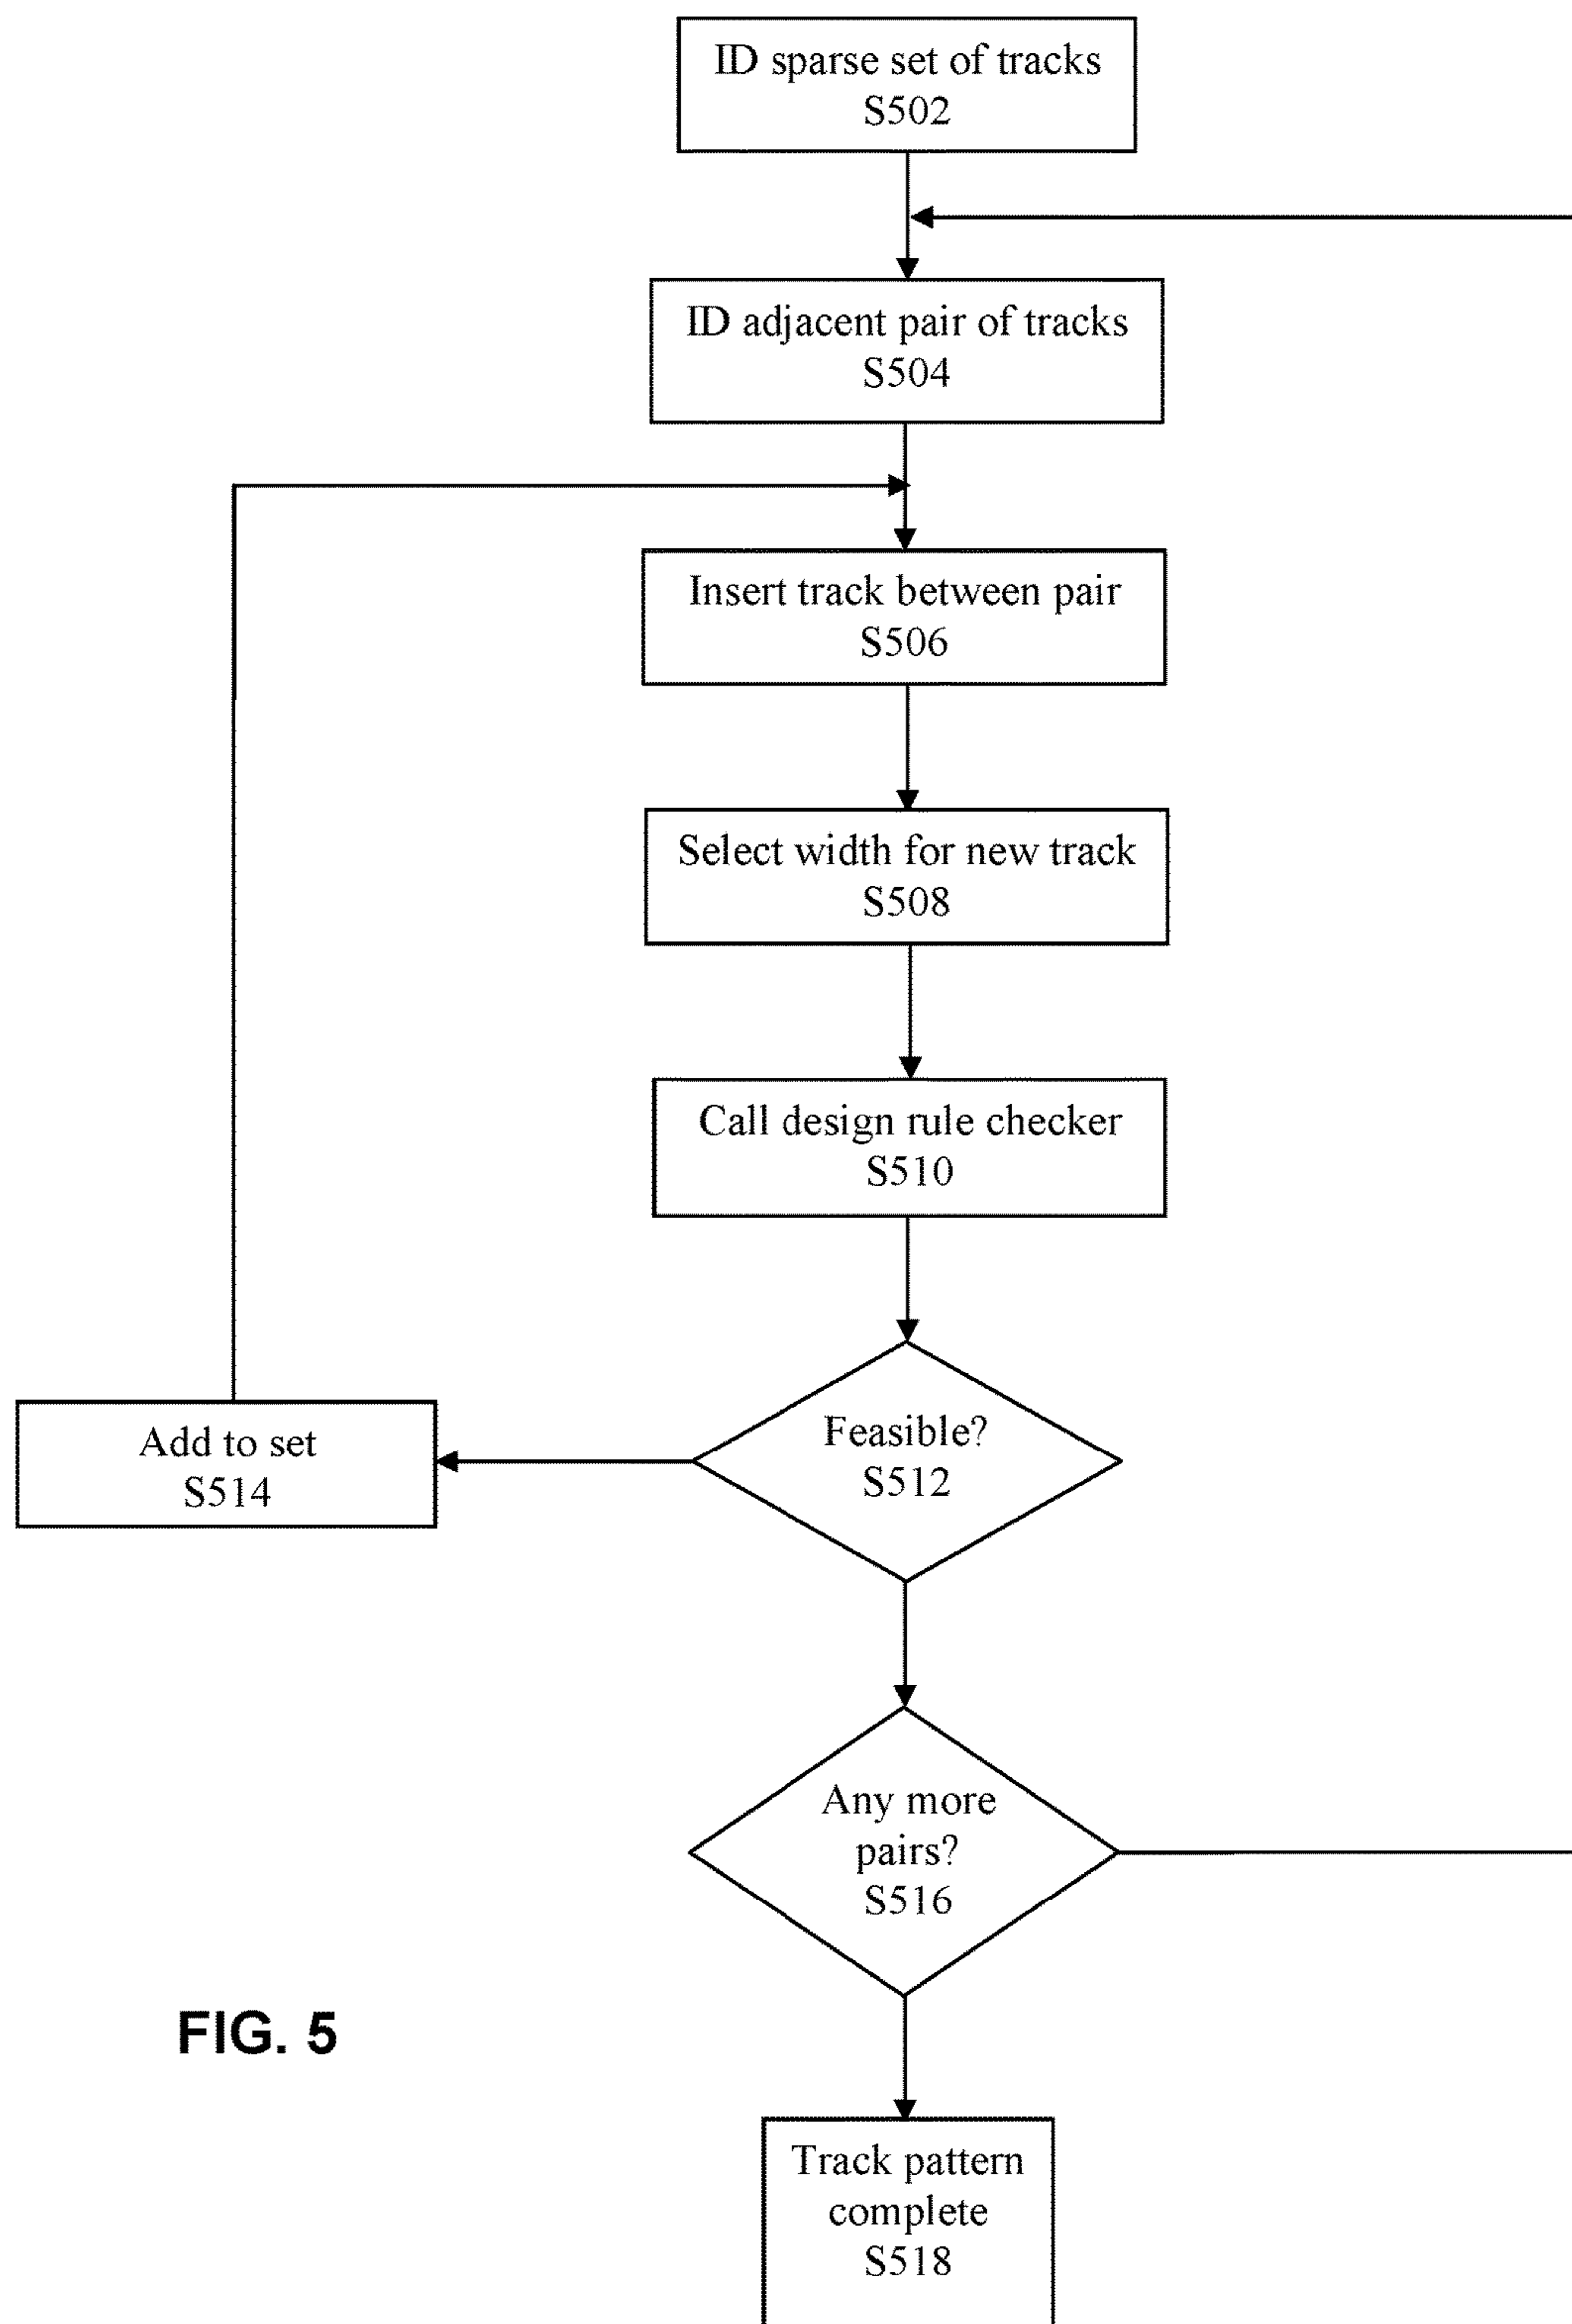 ID sparse set of tracks
S502
ID adjacent pair of tracks
S504
Insert track between pair
S506
Select width for new track
S508
Call design rule checker
S510
Feasible?
S512
Add to set
S514
Any more
pairs?
S516
FIG. 5
Track pattern
complete
S518